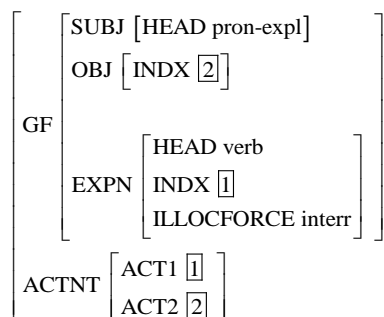 SUBJ [HEAD pron-expl]
OBJ [INDX 2]
GF
HEAD verb
EXPN INDX 1
ILLOCFORCE interr
ACTNT ACT1 1
ACT2 2